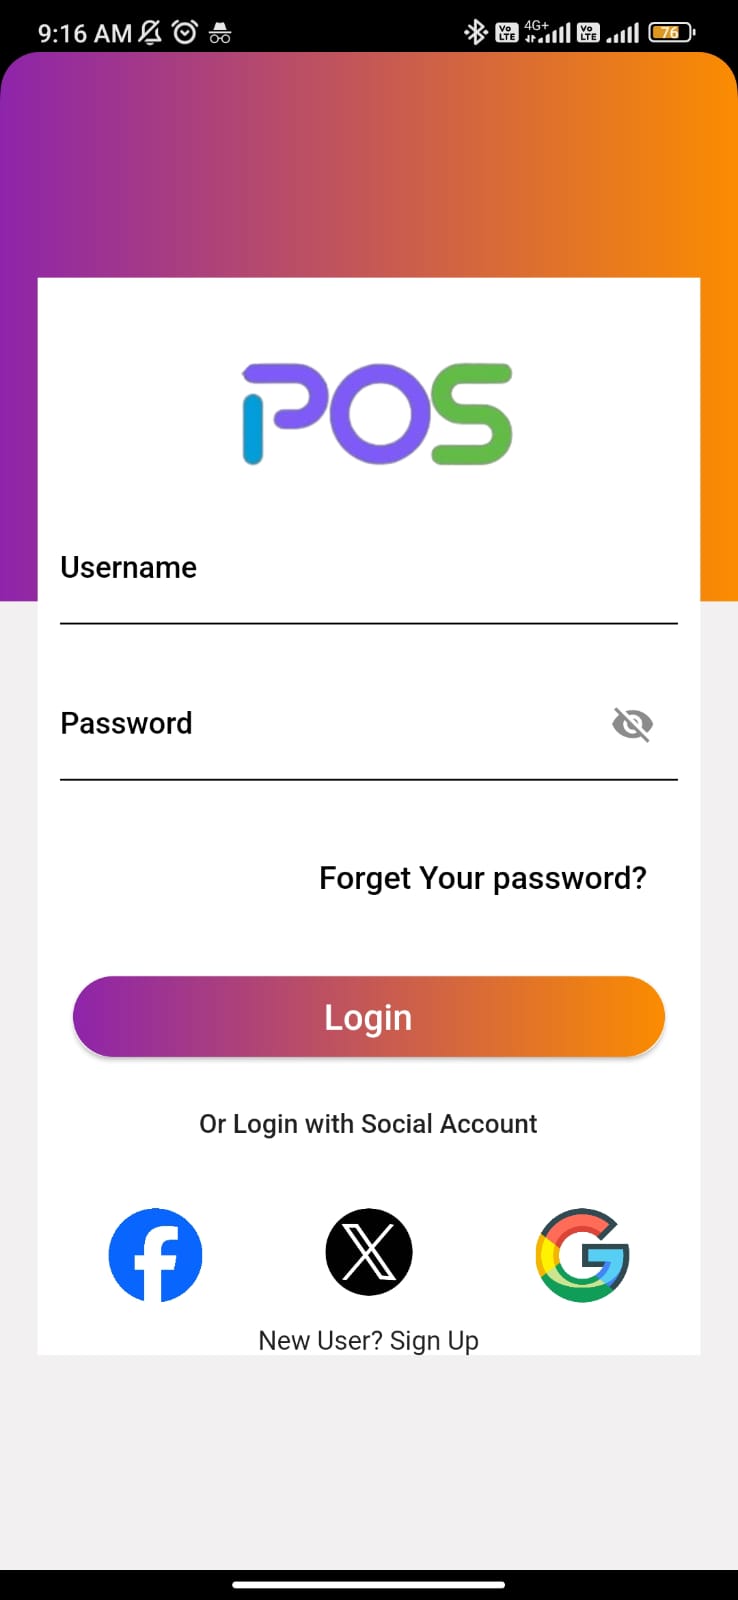 9:16 AM
Vo LTE 4G+ Vo LTE 76
iPOS
Username
Password
Forget Your password?
Login
Or Login with Social Account
New User? Sign Up